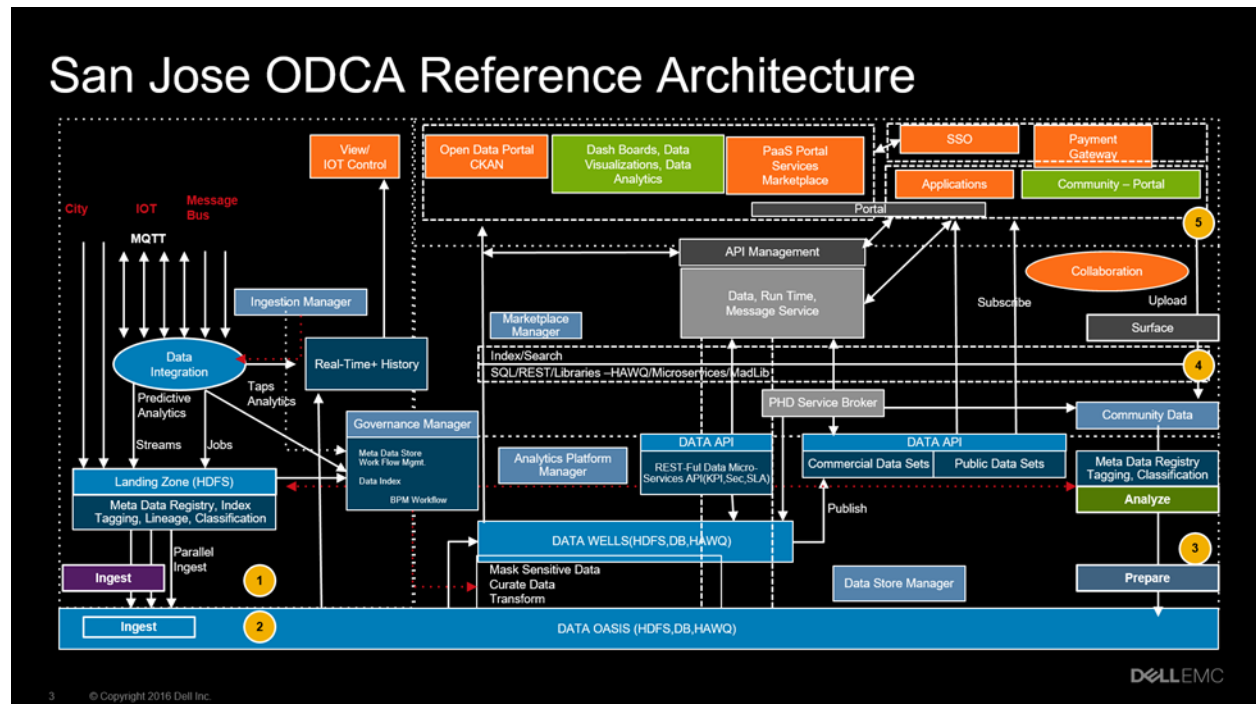 San Jose ODCA Reference Architecture
View/
IOT Control
Open Data Portal
CKAN
Dash Boards, Data
Visualizations, Data
Analytics
PaaS Portal
Services
Marketplace
SSO
Payment
Gateway
Applications
Community – Portal
Portal
5
City
IOT
Message
Bus
MQTT
API Management
Data, Run Time,
Message Service
Collaboration
Subscribe
Upload
Surface
Ingestion Manager
Marketplace
Manager
Data
Integration
Real-Time+ History
Index/Search
SQL/REST/Libraries –HAWQ/Microservices/MadLib
4
Taps
Analytics
Predictive
Analytics
Streams
Jobs
PHD Service Broker
Community Data
Governance Manager
Meta Data Store
Work Flow Mgmt.
Data Index
BPM Workflow
Analytics Platform
Manager
DATA API
REST-Ful Data Micro-
Services API(KPI,Sec,SLA)
DATA API
Commercial Data Sets
Public Data Sets
Meta Data Registry
Tagging, Classification
Analyze
Landing Zone (HDFS)
Meta Data Registry, Index
Tagging, Lineage, Classification
Publish
DATA WELLS(HDFS,DB,HAWQ)
3
Parallel
Ingest
Ingest
1
Mask Sensitive Data
Curate Data
Transform
Data Store Manager
Prepare
Ingest
2
DATA OASIS (HDFS,DB,HAWQ)
DELLEMC
3 © Copyright 2016 Dell Inc.